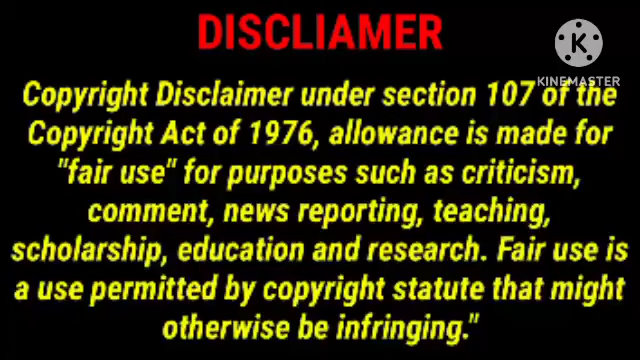 DISCLIAMER
K
KINEMASTER
Copyright Disclaimer under section 107 of the
Copyright Act of 1976, allowance is made for
"fair use" for purposes such as criticism,
comment, news reporting, teaching,
scholarship, education and research. Fair use is
a use permitted by copyright statute that might
otherwise be infringing."